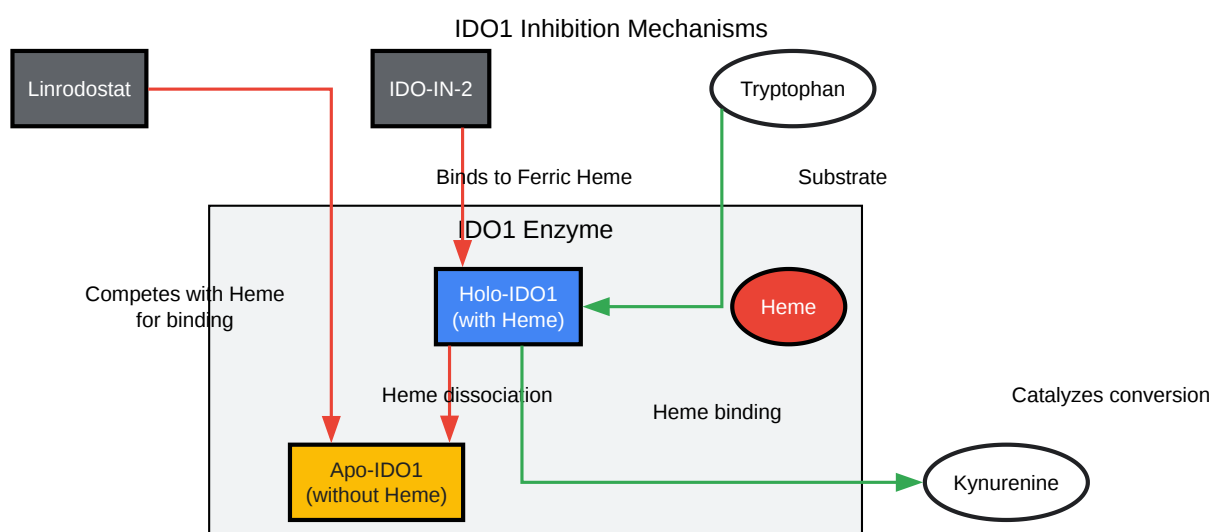 IDO1 Inhibition Mechanisms
Linrodostat
IDO-IN-2
Tryptophan
Binds to Ferric Heme
Substrate
IDO1 Enzyme
Competes with Heme
for binding
Holo-IDO1
(with Heme)
Heme
Heme dissociation
Heme binding
Catalyzes conversion
Apo-IDO1
(without Heme)
Kynurenine